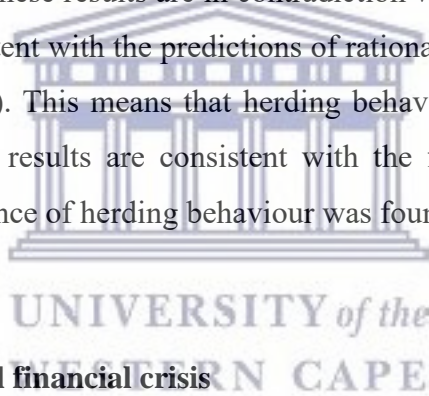 these results are in contradiction
tent with the predictions of rationa
). This means that herding behav
results are consistent with the
nce of herding behaviour was foun
UNIVERSITY of the
l financial crisis
WESTERN CAPE